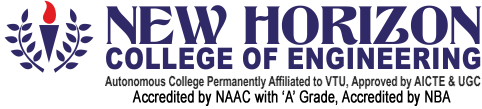 NEW HORIZON
COLLEGE OF ENGINEERING
Autonomous College Permanently Affiliated to VTU, Approved by AICTE & UGC
Accredited by NAAC with 'A' Grade, Accredited by NBA